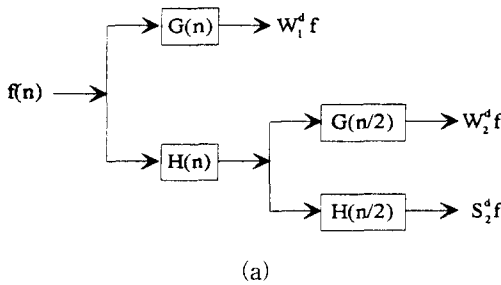 G(n)
W₁ᵈ f
f(n)
H(n)
G(n/2)
W₂ᵈ f
H(n/2)
S₂ᵈ f
(a)